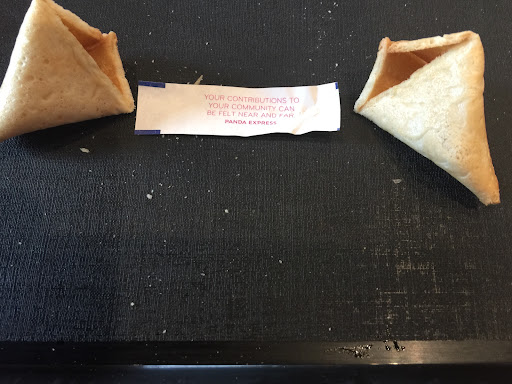 YOUR CONTRIBUTIONS TO
YOUR COMMUNITY CAN
BE FELT NEAR AND FAR
PANDA EXPRESS